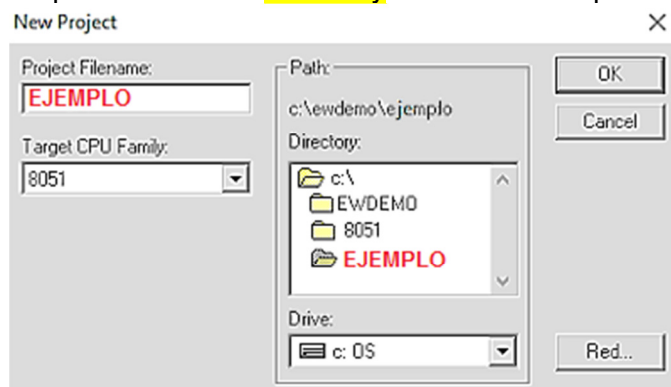 New Project
Project Filename:
EJEMPLO
Target CPU Family:
8051
Path:
c:\ewdemo\ejemplo
Directory:
c:\
EWDEMO
8051
EJEMPLO
Drive:
c: OS
OK
Cancel
Red...